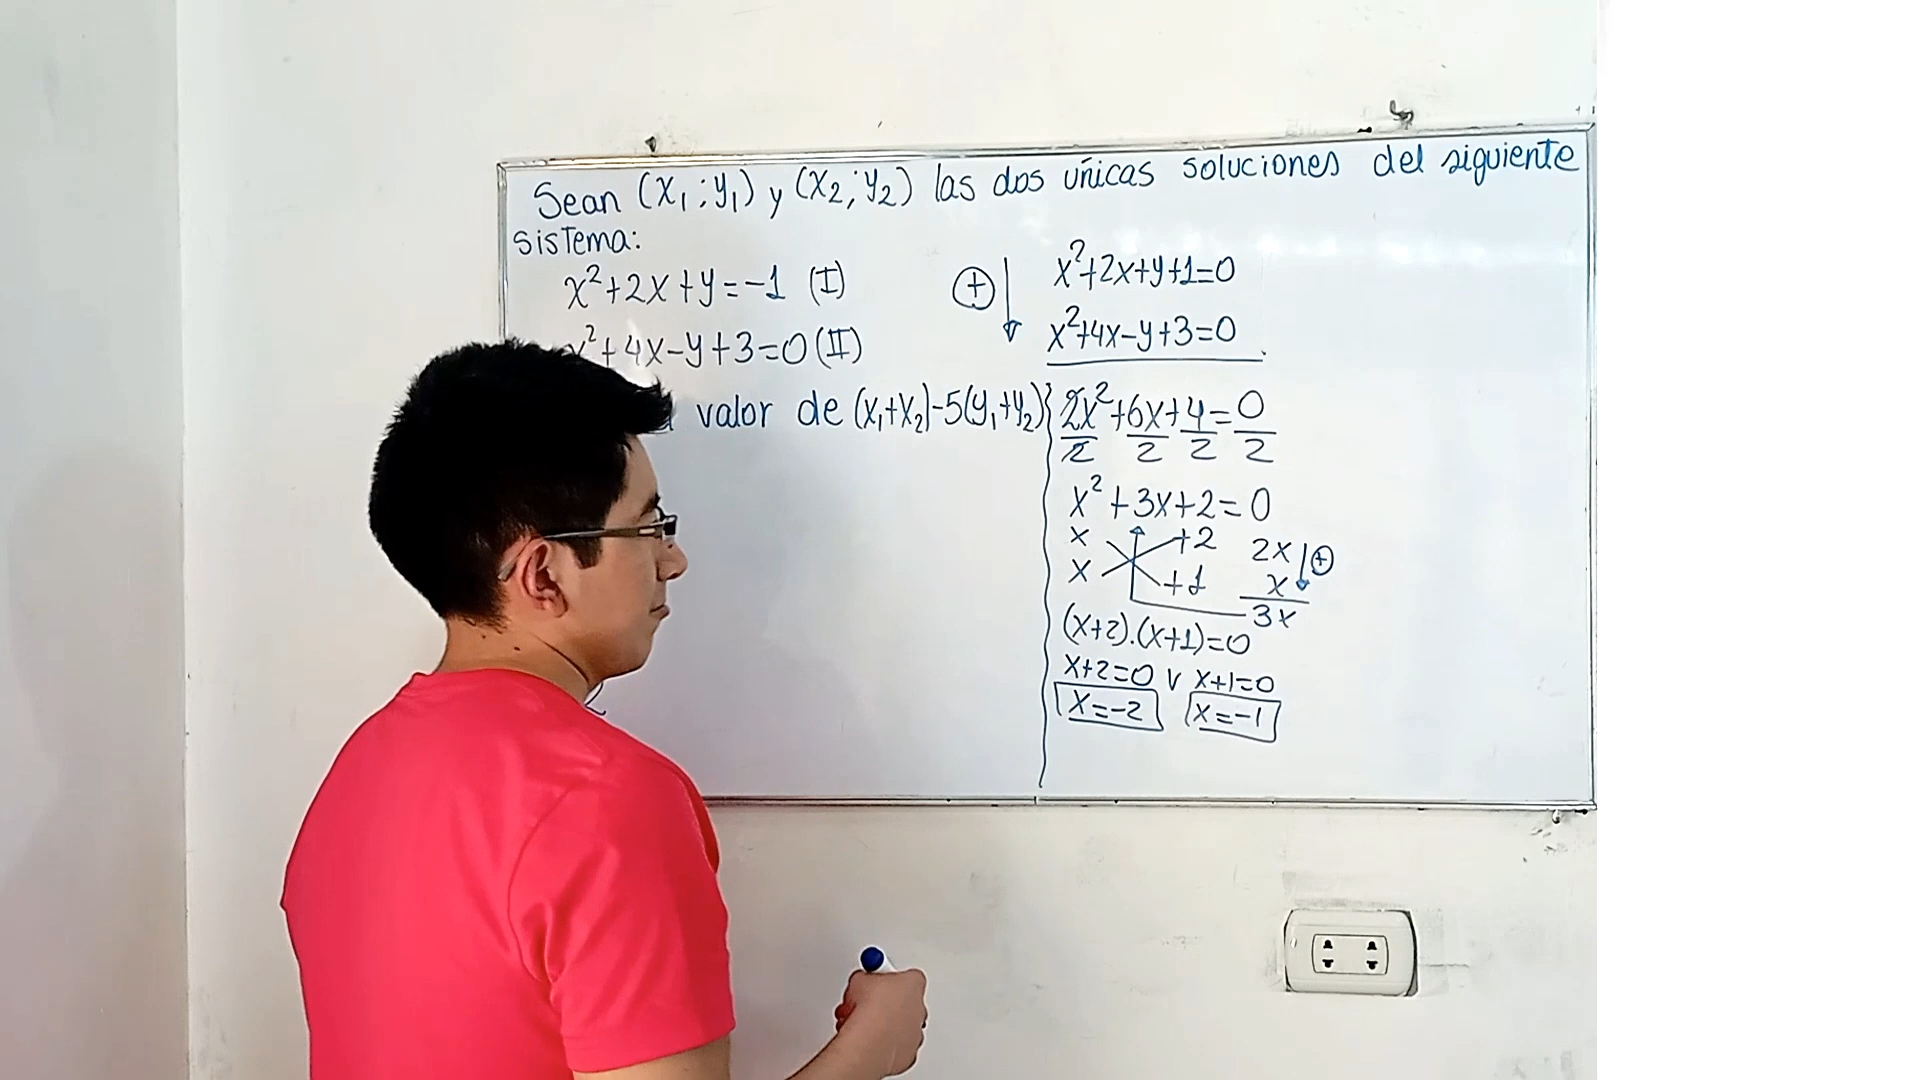 Sean (x₁;y₁) y (x₂;y₂) las dos únicas soluciones del siguiente
sistema:
x²+2x+y=-1 (I)
x²+4x-y+3=0 (II)
valor de (x₁+x₂)-5(y₁+y₂)
(+) x²+2x+y+1=0
x²+4x-y+3=0
2x²+6x+4=0
2 2 2 2
x²+3x+2=0
x +2 2x (+)
x +1 x
3x
(x+2).(x+1)=0
x+2=0 v x+1=0
x=-2 x=-1